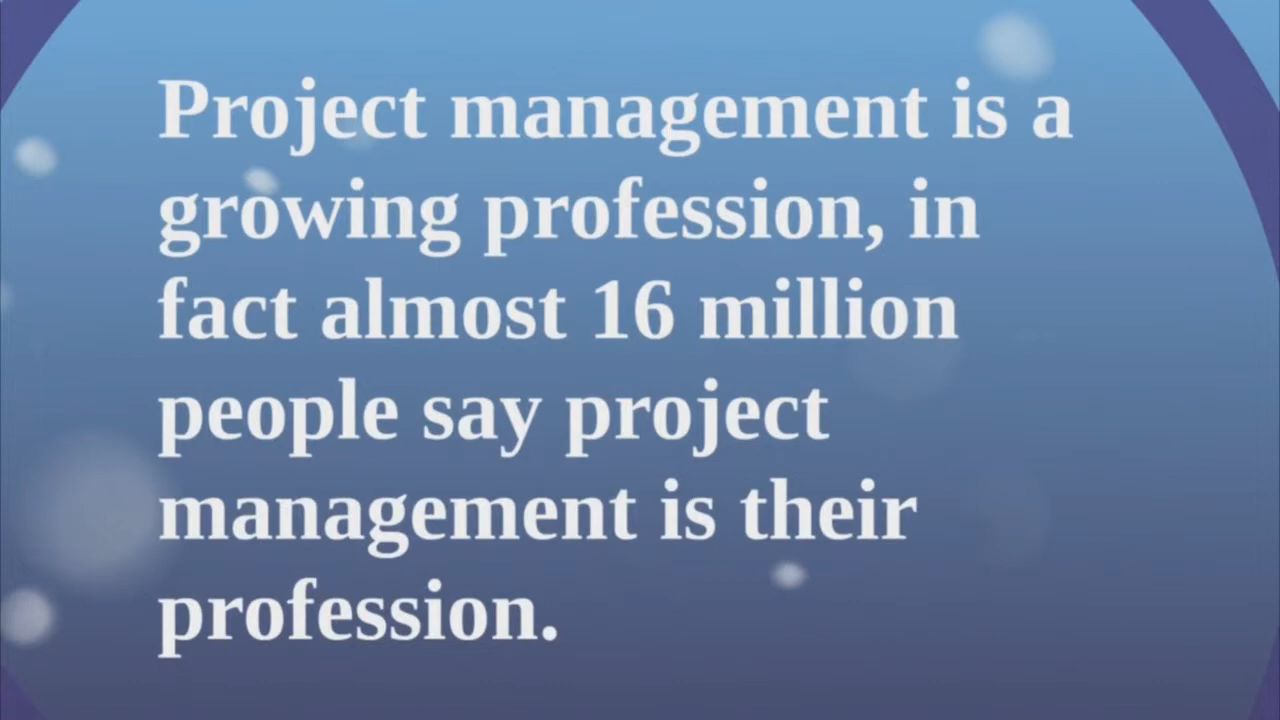 Project management is a
growing profession, in
fact almost 16 million
people say project
management is their
profession.